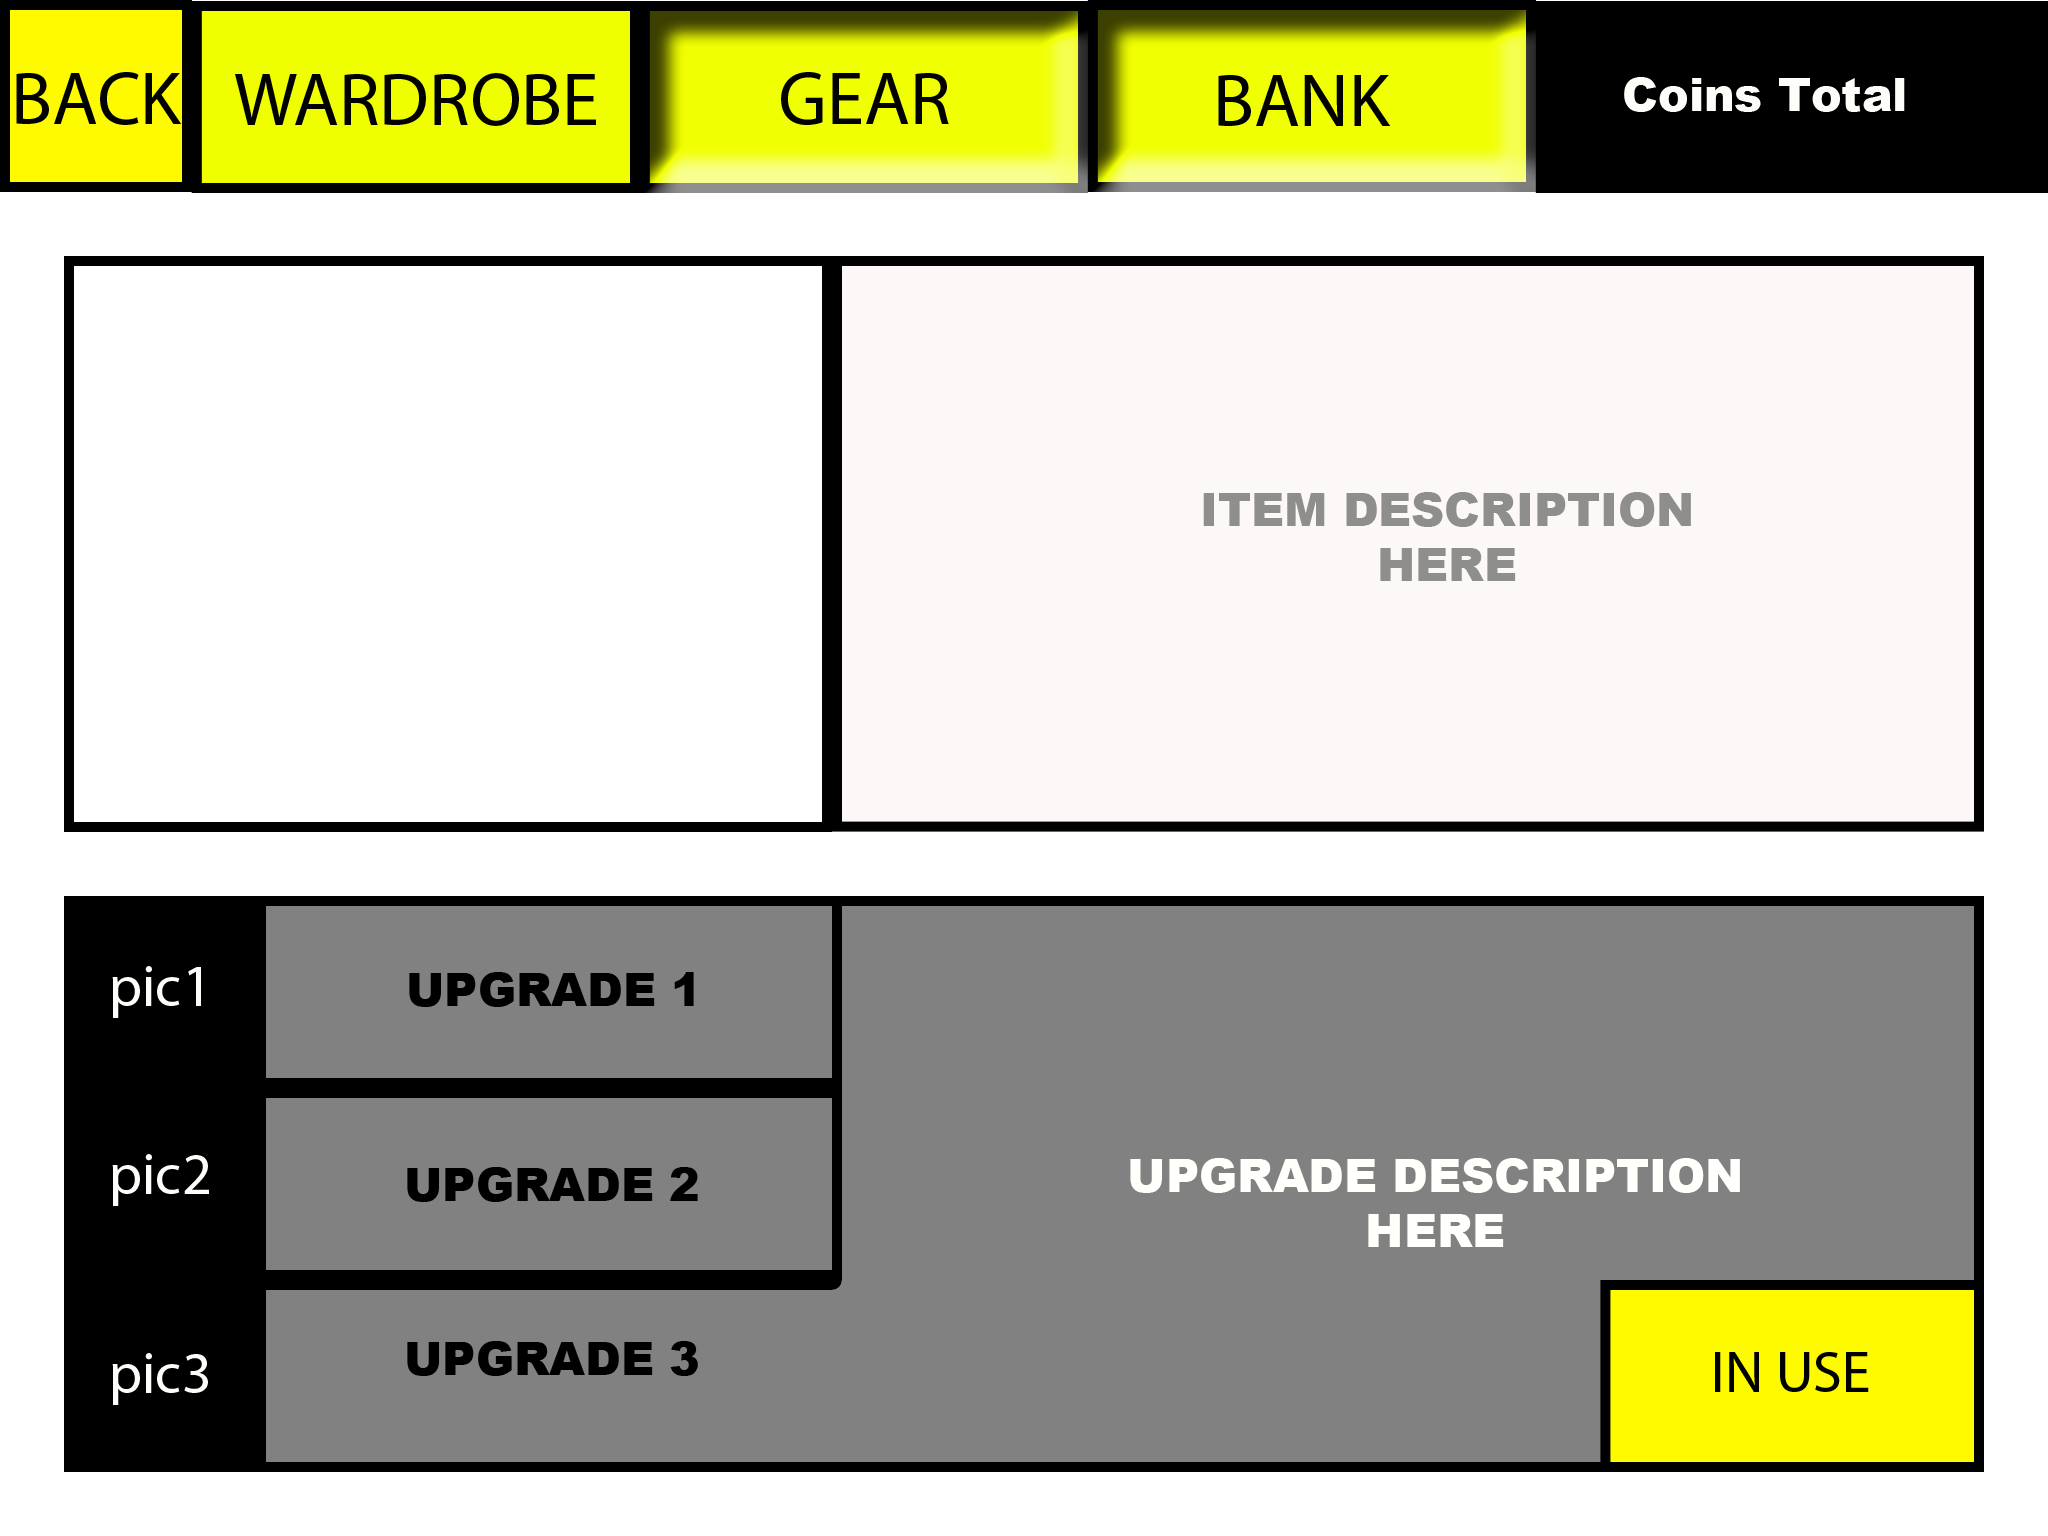 BACK
WARDROBE
GEAR
BANK
Coins Total
ITEM DESCRIPTION
HERE
pic1
UPGRADE 1
pic2
UPGRADE 2
pic3
UPGRADE 3
UPGRADE DESCRIPTION
HERE
IN USE